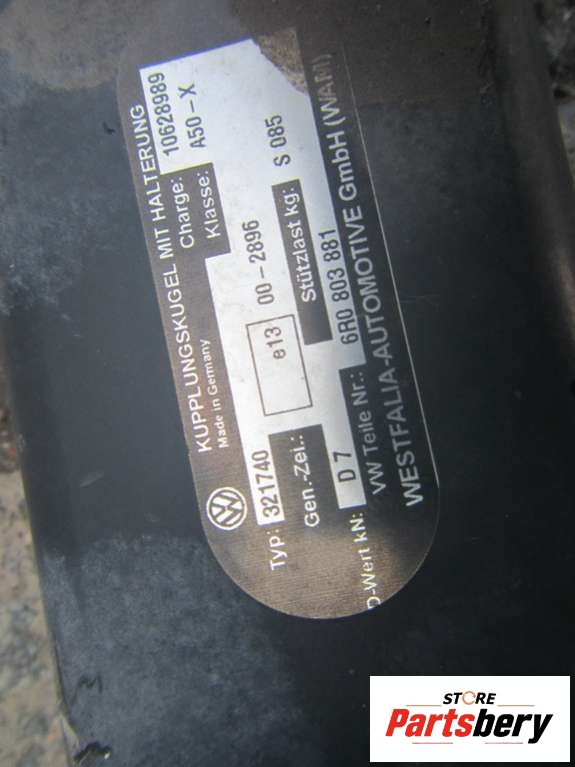 KUPPLUNGSKUGEL MIT HALTERUNG
Made in Germany
Charge: 10628989
Typ: 321740 Klasse: A50-X
Gen.-Zei.: e13 00-2896
D-Wert kN: D 7 Stützlast kg: S 085
VW Teile Nr.: 6R0 803 881
WESTFALIA-AUTOMOTIVE GmbH (WAM)
STORE
Partsbery